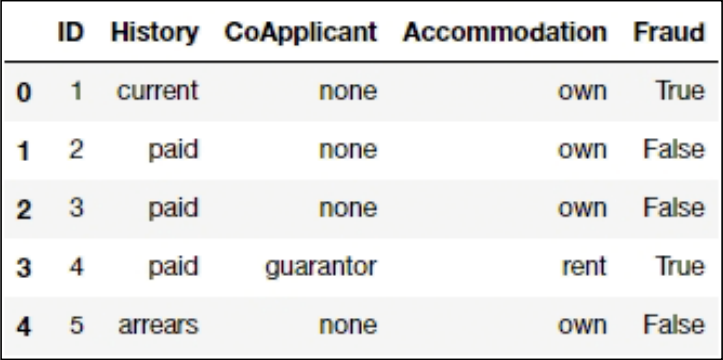 ID History CoApplicant Accommodation Fraud
0 1 current none own True
1 2 paid none own False
2 3 paid none own False
3 4 paid guarantor rent True
4 5 arrears none own False